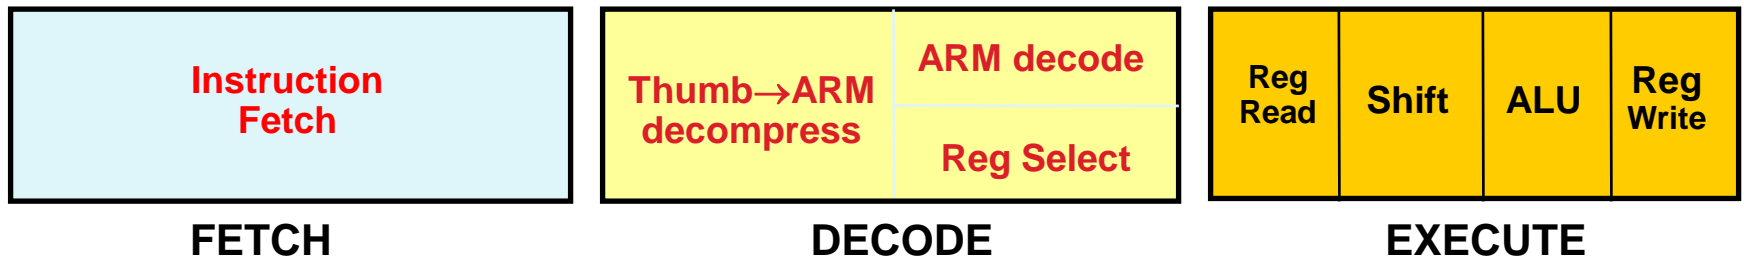 Instruction
Fetch
Thumb→ARM
decompress
ARM decode
Reg Select
Reg
Read
Shift
ALU
Reg
Write
FETCH
DECODE
EXECUTE